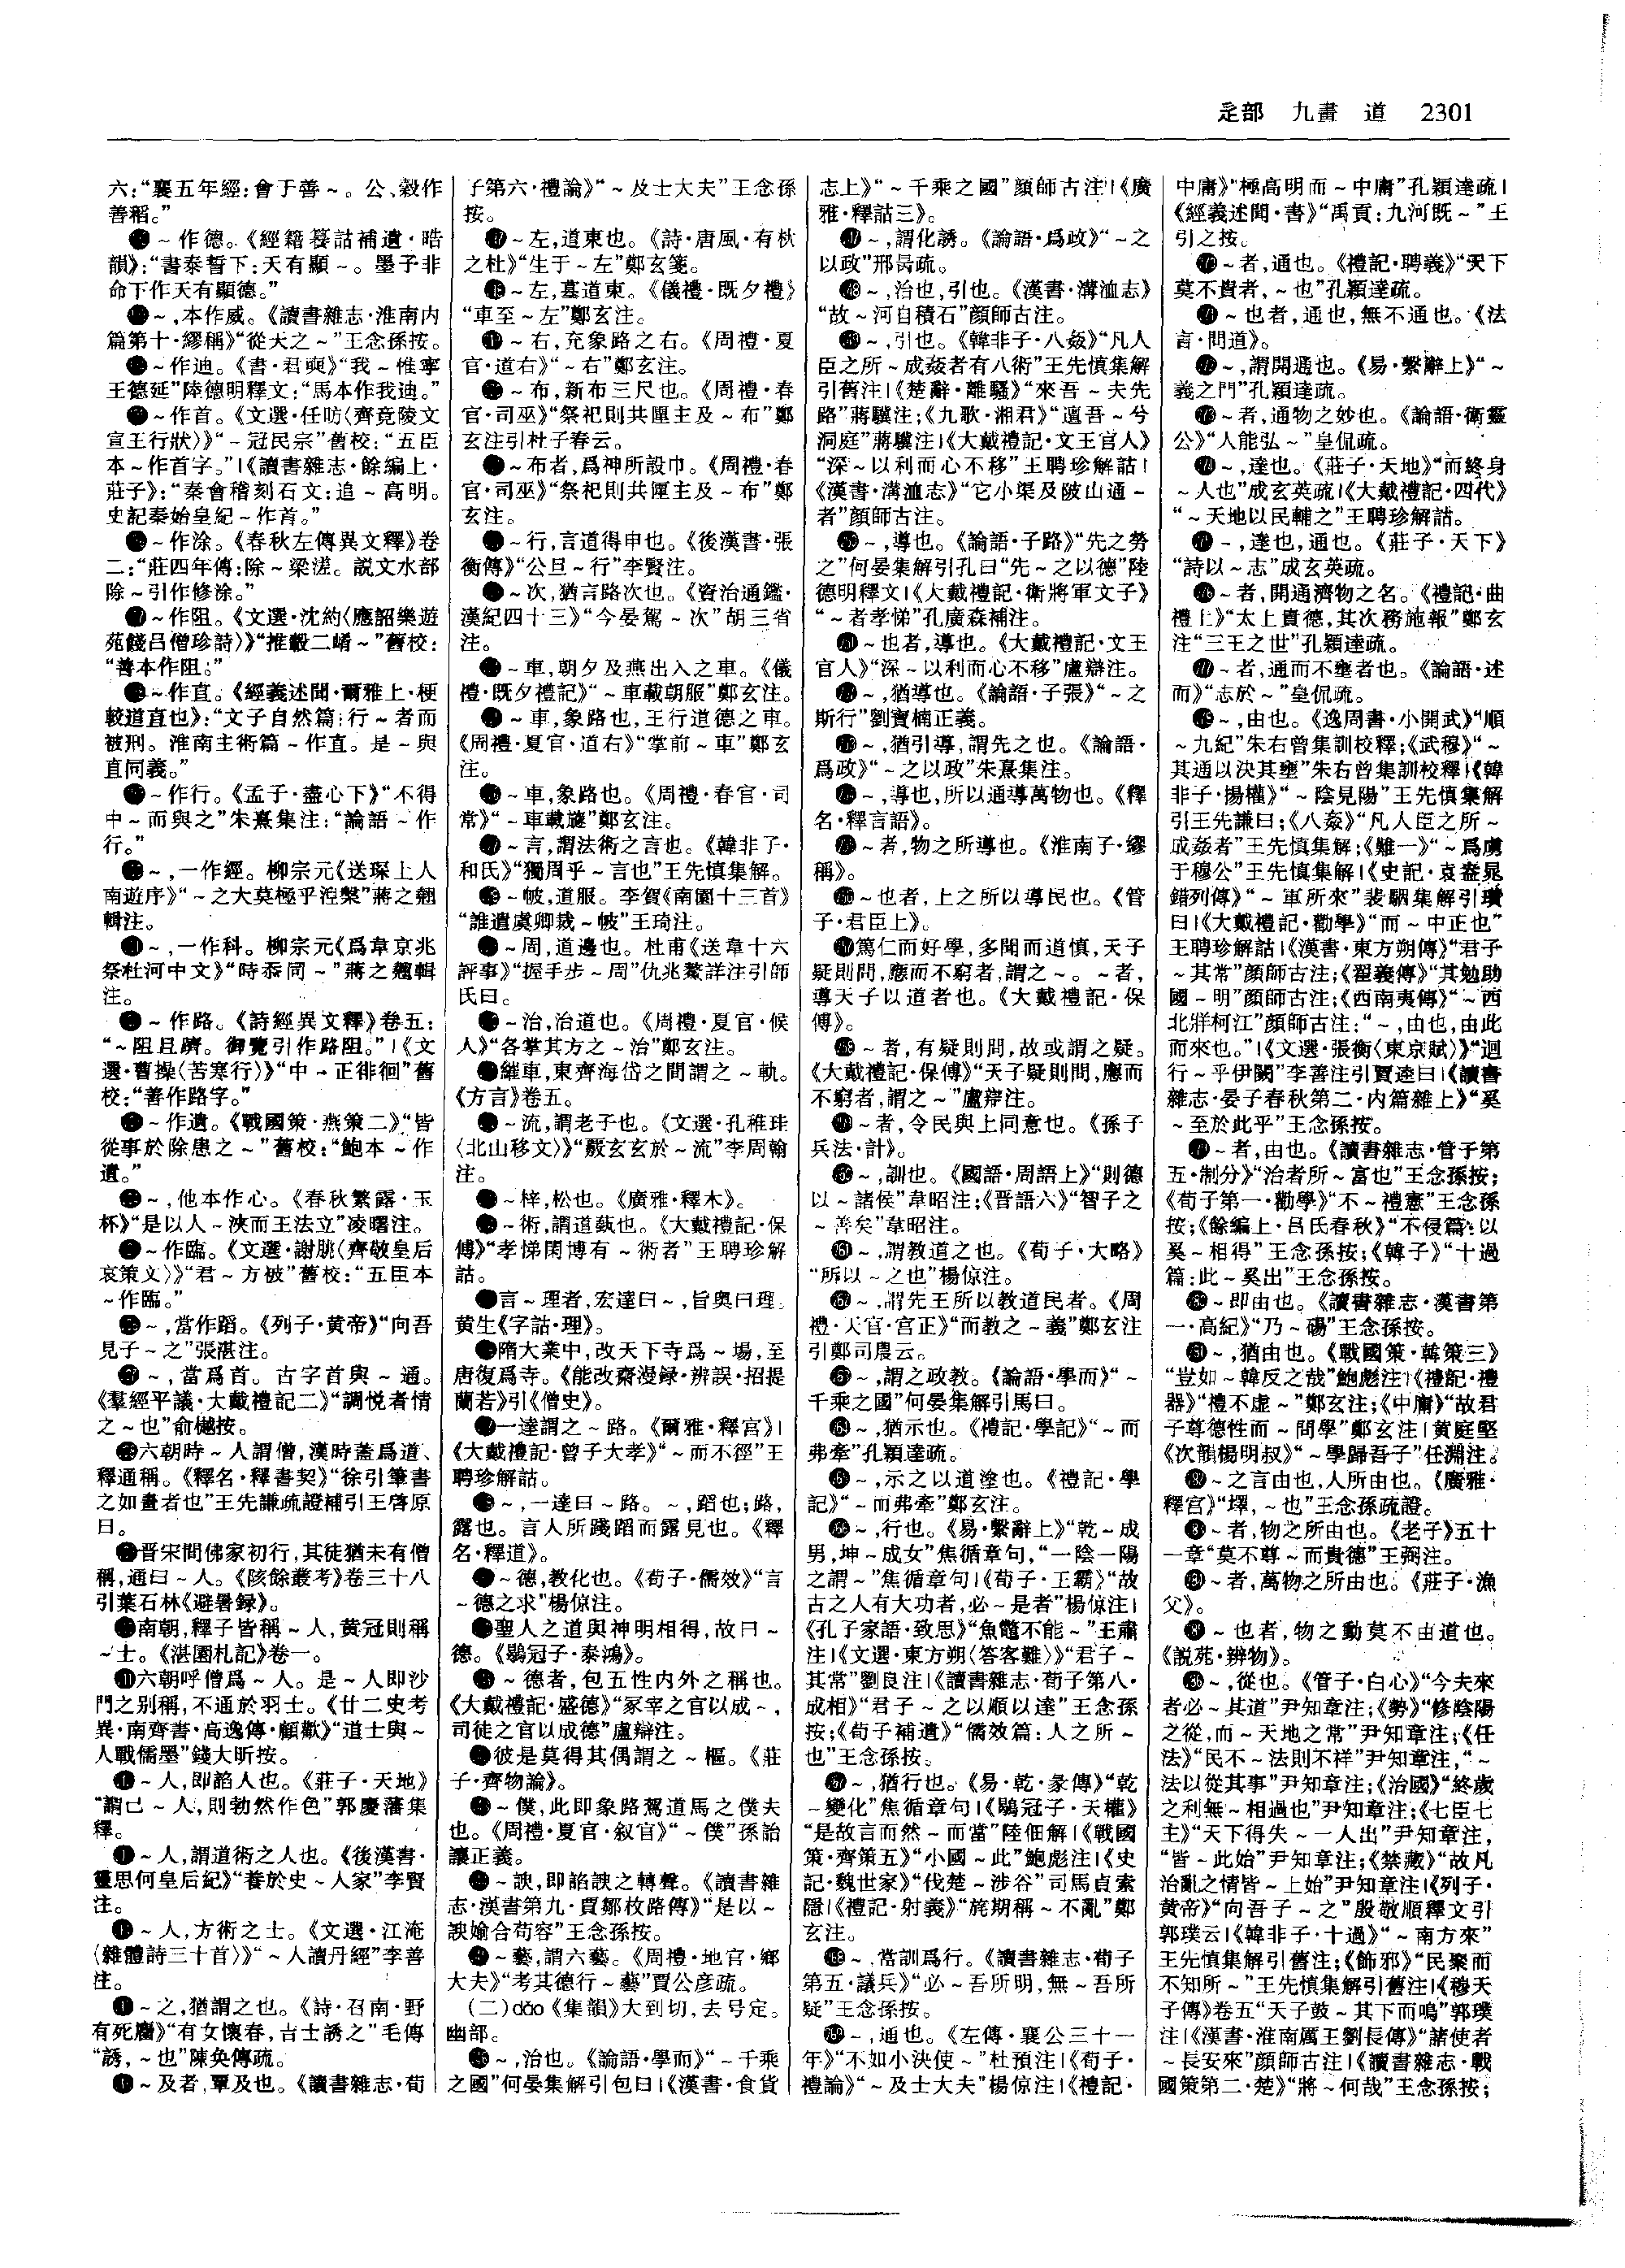 辵部 九畫 道 2301
六:“襄五年經:會于善～。公、穀作
善稻。”
～作德。《經籍籑詁補遺·晧
韻》:“書泰誓下:天有顯～。墨子非
命下作天有顯德。”
～,本作威。《讀書雜志·淮南内
篇第十·繆稱》“從天之～”王念孫按。
～作迪。《書·君奭》“我～惟寧
王德延”陸德明釋文:“馬本作我迪。”
～作首。《文選·任昉〈齊竟陵文
宣王行狀〉》“～冠民宗”舊校:“五臣
本～作首字。”|《讀書雜志·餘編上·
莊子》:“秦會稽刻石文:追～高明。
史記秦始皇紀～作首。”
～作涂。《春秋左傳異文釋》卷
二:“莊四年傳:除～梁溠。説文水部
除～引作修涂。”
～作阻。《文選·沈約〈應詔樂遊
苑餞吕僧珍詩〉》“推轂二崤～”舊校:
“善本作阻。”
～作直。《經義述聞·爾雅上·梗
較道直也》:“文子自然篇:行～者而
被刑。淮南主術篇～作直。是～與
直同義。”
～作行。《孟子·盡心下》“不得
中～而與之”朱熹集注:“論語～作
行。”
～,一作經。柳宗元《送琛上人
南遊序》“～之大莫極乎涅槃”蔣之翹
輯注。
～,一作科。柳宗元《爲韋京兆
祭杜河中文》“時忝同～”蔣之翹輯
注。
～作路。《詩經異文釋》卷五:
“～阻且躋。御覽引作路阻。”|《文
選·曹操〈苦寒行〉》“中～正徘徊”舊
校:“善作路字。”
～作遺。《戰國策·燕策二》“皆
從事於除患之～”舊校:“鮑本～作
遺。”
～,他本作心。《春秋繁露·玉
杯》“是以人～浹而王法立”凌曙注。
～作臨。《文選·謝朓〈齊敬皇后
哀策文〉》“君～方被”舊校:“五臣本
～作臨。”
～,當作蹈。《列子·黄帝》“向吾
見子～之”張湛注。
～,當爲首。古字首與～通。
《羣經平議·大戴禮記二》“調悦者情
之～也”俞樾按。
六朝時～人謂僧,漢時蓋爲道、
釋通稱。《釋名·釋書契》“徐引筆書
之如畫者也”王先謙疏證補引王啓原
曰。
晋宋間佛家初行,其徒猶未有僧
稱,通曰～人。《陔餘叢考》卷三十八
引葉石林《避暑録》。
南朝,釋子皆稱～人,黄冠則稱
～士。《湛園札記》卷一。
六朝呼僧爲～人。是～人即沙
門之别稱,不通於羽士。《廿二史考
異·南齊書·高逸傳·顧歡》“道士與～
人戰儒墨”錢大昕按。
～人,即諂人也。《莊子·天地》
“謂己～人,則勃然作色”郭慶藩集
釋。
～人,謂道術之人也。《後漢書·
靈思何皇后紀》“養於史～人家”李賢
注。
～人,方術之士。《文選·江淹
〈雜體詩三十首〉》“～人讀丹經”李善
注。
～之,猶謂之也。《詩·召南·野
有死麕》“有女懷春,吉士誘之”毛傳
“誘,～也”陳奂傳疏。
～及者,覃及也。《讀書雜志·荀
子第六·禮論》“～及士大夫”王念孫
按。
～左,道東也。《詩·唐風·有杕
之杜》“生于～左”鄭玄箋。
～左,墓道東。《儀禮·既夕禮》
“車至～左”鄭玄注。
～右,充象路之右。《周禮·夏
官·道右》“～右”鄭玄注。
～布,新布三尺也。《周禮·春
官·司巫》“祭祀則共匰主及～布”鄭
玄注引杜子春云。
～布者,爲神所設巾。《周禮·春
官·司巫》“祭祀則共匰主及～布”鄭
玄注。
～行,言道得申也。《後漢書·張
衡傳》“公旦～行”李賢注。
～次,猶言路次也。《資治通鑑·
漢紀四十三》“今晏駕～次”胡三省
注。
～車,朝夕及燕出入之車。《儀
禮·既夕禮記》“～車載朝服”鄭玄注。
～車,象路也,王行道德之車。
《周禮·夏官·道右》“掌前～車”鄭玄
注。
～車,象路也。《周禮·春官·司
常》“～車載旞”鄭玄注。
～言,謂法術之言也。《韓非子·
和氏》“獨周乎～言也”王先慎集解。
～帔,道服。李賀《南園十三首》
“誰遣虞卿裁～帔”王琦注。
～周,道邊也。杜甫《送韋十六
評事》“握手步～周”仇兆鰲詳注引師
氏曰。
～治,治道也。《周禮·夏官·候
人》“各掌其方之～治”鄭玄注。
維車,東齊海岱之間謂之～軌。
《方言》卷五。
～流,謂老子也。《文選·孔稚珪
〈北山移文〉》“覈玄玄於～流”李周翰
注。
～梓,松也。《廣雅·釋木》。
～術,謂道藝也。《大戴禮記·保
傅》“孝悌閑博有～術者”王聘珍解
詁。
言～理者,宏達曰～,旨奥曰理。
黄生《字詁·理》。
隋大業中,改天下寺爲～場,至
唐復爲寺。《能改齋漫録·辨誤·招提
蘭若》引《僧史》。
一達謂之～路。《爾雅·釋宫》|
《大戴禮記·曾子大孝》“～而不徑”王
聘珍解詁。
～,一達曰～路。～,蹈也;路,
露也。言人所踐蹈而露見也。《釋
名·釋道》。
～德,教化也。《荀子·儒效》“言
～德之求”楊倞注。
聖人之道與神明相得,故曰～
德。《鶡冠子·泰鴻》。
～德者,包五性内外之稱也。
《大戴禮記·盛德》“冢宰之官以成～,
司徒之官以成德”盧辯注。
彼是莫得其偶謂之～樞。《莊
子·齊物論》。
～僕,此即象路駕道馬之僕夫
也。《周禮·夏官·叙官》“～僕”孫詒
讓正義。
～諛,即諂諛之轉聲。《讀書雜
志·漢書第九·賈鄒枚路傳》“是以～
諛媮合苟容”王念孫按。
～藝,謂六藝。《周禮·地官·鄉
大夫》“考其德行～藝”賈公彦疏。
(二)dǎo《集韻》大到切,去号定。
幽部。
～,治也。《論語·學而》“～千乘
之國”何晏集解引包曰|《漢書·食貨
志上》“～千乘之國”顔師古注|《廣
雅·釋詁三》。
～,謂化誘。《論語·爲政》“～之
以政”邢昺疏。
～,治也,引也。《漢書·溝洫志》
“故～河自積石”顔師古注。
～,引也。《韓非子·八姦》“凡人
臣之所～成姦者有八術”王先慎集解
引舊注|《楚辭·離騷》“來吾～夫先
路”蔣驥注;《九歌·湘君》“邅吾～兮
洞庭”蔣驥注|《大戴禮記·文王官人》
“深～以利而心不移”王聘珍解詁|
《漢書·溝洫志》“它小渠及陂山通～
者”顔師古注。
～,導也。《論語·子路》“先之勞
之”何晏集解引孔曰“先～之以德”陸
德明釋文|《大戴禮記·衛將軍文子》
“～者孝悌”孔廣森補注。
～也者,導也。《大戴禮記·文王
官人》“深～以利而心不移”盧辯注。
～,猶導也。《論語·子張》“～之
斯行”劉寶楠正義。
～,猶引導,謂先之也。《論語·
爲政》“～之以政”朱熹集注。
～,導也,所以通導萬物也。《釋
名·釋言語》。
～者,物之所導也。《淮南子·繆
稱》。
～也者,上之所以導民也。《管
子·君臣上》。
篤仁而好學,多聞而道慎,天子
疑則問,應而不窮者,謂之～。～者,
導天子以道者也。《大戴禮記·保
傅》。
～者,有疑則問,故或謂之疑。
《大戴禮記·保傅》“天子疑則問,應而
不窮者,謂之～”盧辯注。
～者,令民與上同意也。《孫子
兵法·計》。
～,訓也。《國語·周語上》“則德
以～諸侯”韋昭注;《晋語六》“智子之
～善矣”韋昭注。
～,謂教道之也。《荀子·大略》
“所以～之也”楊倞注。
～,謂先王所以教道民者。《周
禮·天官·宫正》“而教之～義”鄭玄注
引鄭司農云。
～,謂之政教。《論語·學而》“～
千乘之國”何晏集解引馬曰。
～,猶示也。《禮記·學記》“～而
弗牽”孔穎達疏。
～,示之以道塗也。《禮記·學
記》“～而弗牽”鄭玄注。
～,行也。《易·繫辭上》“乾～成
男,坤～成女”焦循章句,“一陰一陽
之謂～”焦循章句|《荀子·王霸》“故
古之人有大功者,必～是者”楊倞注|
《孔子家語·致思》“魚鼈不能～”王肅
注|《文選·東方朔〈答客難〉》“君子～
其常”劉良注|《讀書雜志·荀子第八·
成相》“君子～之以順以達”王念孫
按;《荀子補遺》“儒效篇:人之所～
也”王念孫按。
～,猶行也。《易·乾·彖傳》“乾
～變化”焦循章句|《鶡冠子·天權》
“是故言而然～而當”陸佃解|《戰國
策·齊策五》“小國～此”鮑彪注|《史
記·魏世家》“伐楚～涉谷”司馬貞索
隱|《禮記·射義》“旄期稱～不亂”鄭
玄注。
～,常訓爲行。《讀書雜志·荀子
第五·議兵》“必～吾所明,無～吾所
疑”王念孫按。
～,通也。《左傳·襄公三十一
年》“不如小決使～”杜預注|《荀子·
禮論》“～及士大夫”楊倞注|《禮記·
中庸》“極高明而～中庸”孔穎達疏|
《經義述聞·書》“禹貢:九河既～”王
引之按。
～者,通也。《禮記·聘義》“天下
莫不貴者,～也”孔穎達疏。
～也者,通也,無不通也。《法
言·問道》。
～,謂開通也。《易·繫辭上》“～
義之門”孔穎達疏。
～者,通物之妙也。《論語·衛靈
公》“人能弘～”皇侃疏。
～,達也。《莊子·天地》“而終身
～人也”成玄英疏|《大戴禮記·四代》
“～天地以民輔之”王聘珍解詁。
～,達也,通也。《莊子·天下》
“詩以～志”成玄英疏。
～者,開通濟物之名。《禮記·曲
禮上》“太上貴德,其次務施報”鄭玄
注“三王之世”孔穎達疏。
～者,通而不壅者也。《論語·述
而》“志於～”皇侃疏。
～,由也。《逸周書·小開武》“順
～九紀”朱右曾集訓校釋;《武穆》“～
其通以決其壅”朱右曾集訓校釋|《韓
非子·揚權》“～陰見陽”王先慎集解
引王先謙曰;《八姦》“凡人臣之所～
成姦者”王先慎集解;《難一》“～爲虜
于穆公”王先慎集解|《史記·袁盎鼂
錯列傳》“～軍所來”裴駰集解引瓚
曰|《大戴禮記·勸學》“而～中正也”
王聘珍解詁|《漢書·東方朔傳》“君子
～其常”顔師古注;《翟義傳》“其勉助
國～明”顔師古注;《西南夷傳》“～西
北牂柯江”顔師古注:“～,由也,由此
而來也。”|《文選·張衡〈東京賦〉》“迴
行～乎伊闕”李善注引賈逵曰|《讀書
雜志·晏子春秋第二·内篇雜上》“奚
～至於此乎”王念孫按。
～者,由也。《讀書雜志·管子第
五·制分》“治者所～富也”王念孫按;
《荀子第一·勸學》“不～禮憲”王念孫
按;《餘編上·吕氏春秋》“不侵篇:以
奚～相得”王念孫按;《韓子》“十過
篇:此～奚出”王念孫按。
～即由也。《讀書雜志·漢書第
一·高紀》“乃～碭”王念孫按。
～,猶由也。《戰國策·韓策三》
“豈如～韓反之哉”鮑彪注|《禮記·禮
器》“禮不虚～”鄭玄注;《中庸》“故君
子尊德性而～問學”鄭玄注|黄庭堅
《次韻楊明叔》“～學歸吾子”任淵注。
～之言由也,人所由也。《廣雅·
釋宫》“墿,～也”王念孫疏證。
～者,物之所由也。《老子》五十
一章“莫不尊～而貴德”王弼注。
～者,萬物之所由也。《莊子·漁
父》。
～也者,物之動莫不由道也。
《説苑·辨物》。
～,從也。《管子·白心》“今夫來
者必～其道”尹知章注;《勢》“修陰陽
之從,而～天地之常”尹知章注;《任
法》“民不～法則不祥”尹知章注,“～
法以從其事”尹知章注;《治國》“終歲
之利無～相過也”尹知章注;《七臣七
主》“天下得失～一人出”尹知章注,
“皆～此始”尹知章注;《禁藏》“故凡
治亂之情皆～上始”尹知章注|《列子·
黄帝》“向吾子～之”殷敬順釋文引
郭璞云|《韓非子·十過》“～南方來”
王先慎集解引舊注;《飾邪》“民聚而
不知所～”王先慎集解引舊注|《穆天
子傳》卷五“天子鼓～其下而鳴”郭璞
注|《漢書·淮南厲王劉長傳》“諸使者
～長安來”顔師古注|《讀書雜志·戰
國策第二·楚》“將～何哉”王念孫按;